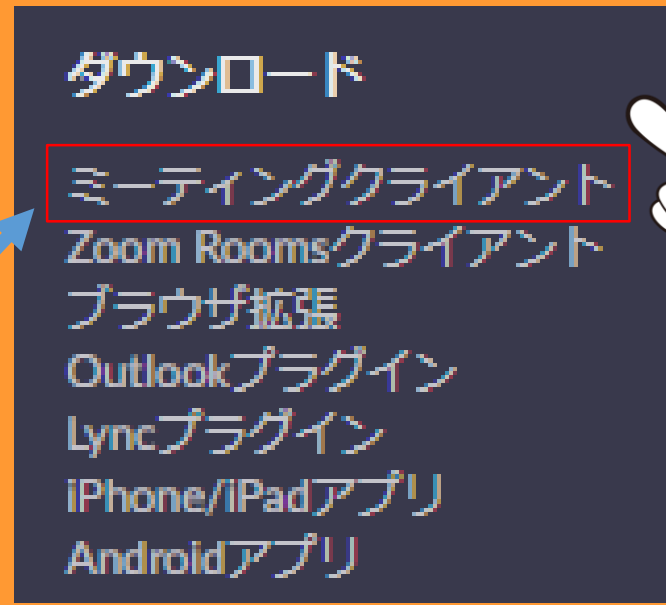 ダウンロード
ミーティングクライアント
Zoom Roomsクライアント
ブラウザ拡張
Outlookプラグイン
Lyncプラグイン
iPhone/iPadアプリ
Androidアプリ